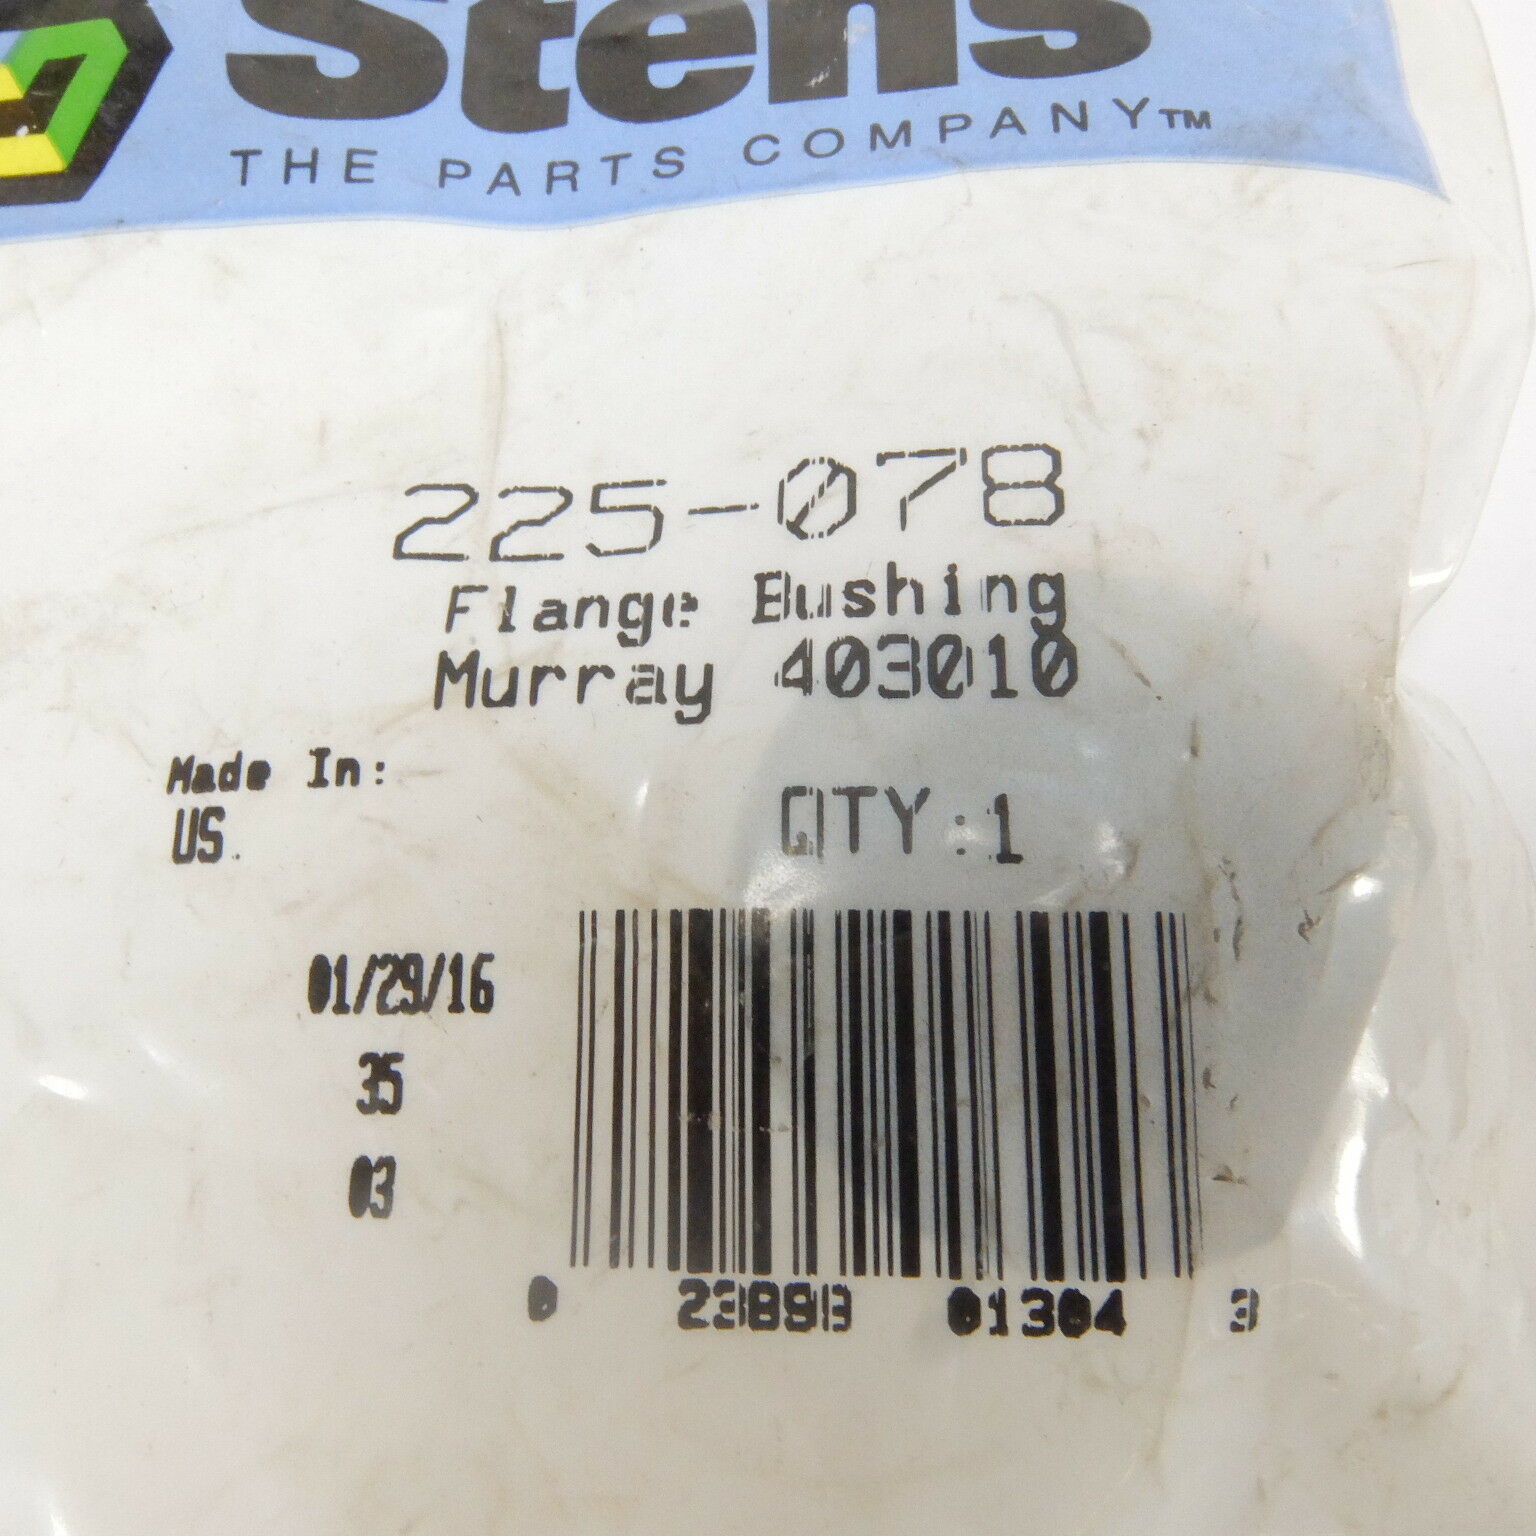 Stens
THE PARTS COMPANY™
225-078
Flange Bushing
Murray 403010
Made In:
US
QTY:1
01/29/16
35
03
0 23899 01304 3